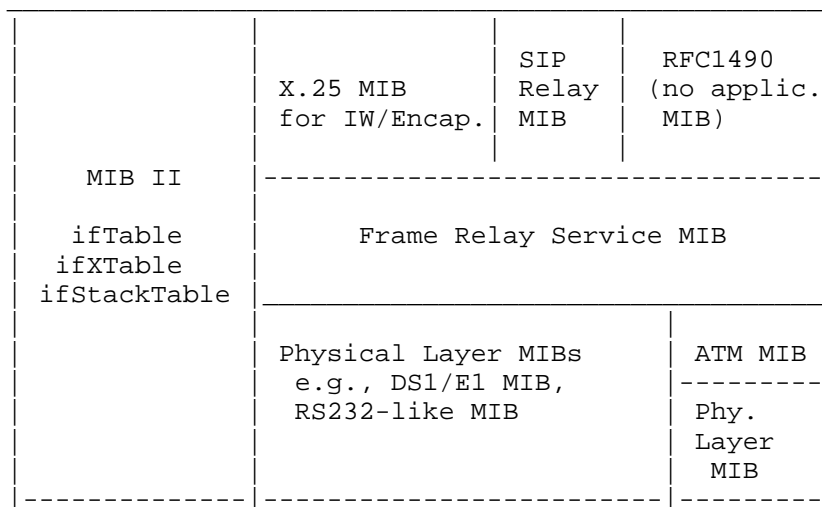 SIP RFC1490
X.25 MIB Relay (no applic.
for IW/Encap. MIB MIB)
MIB II
ifTable Frame Relay Service MIB
ifXTable
ifStackTable
Physical Layer MIBs ATM MIB
e.g., DS1/E1 MIB,
RS232-like MIB Phy.
Layer
MIB